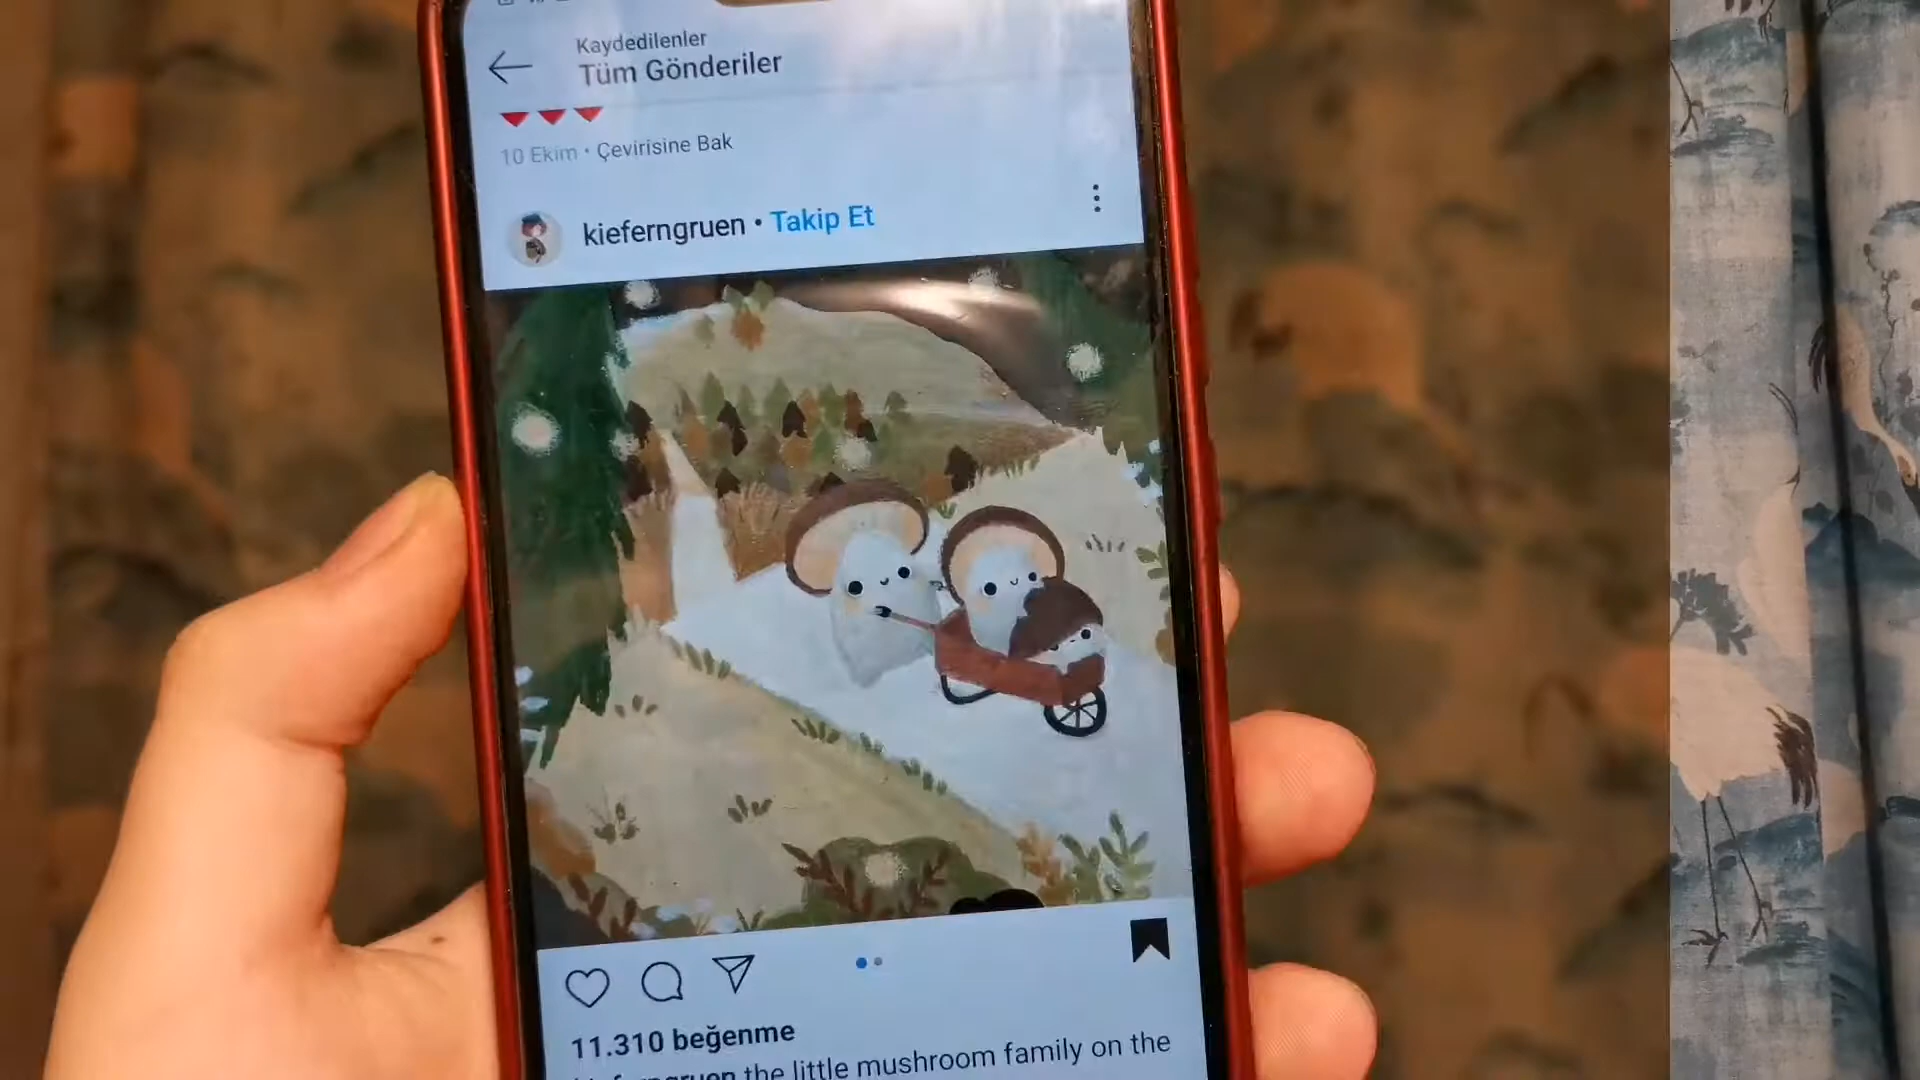 Kaydedilenler
Tüm Gönderiler
10 Ekim • Çevirisine Bak
kieferngruen • Takip Et
11.310 beğenme
the little mushroom family on the